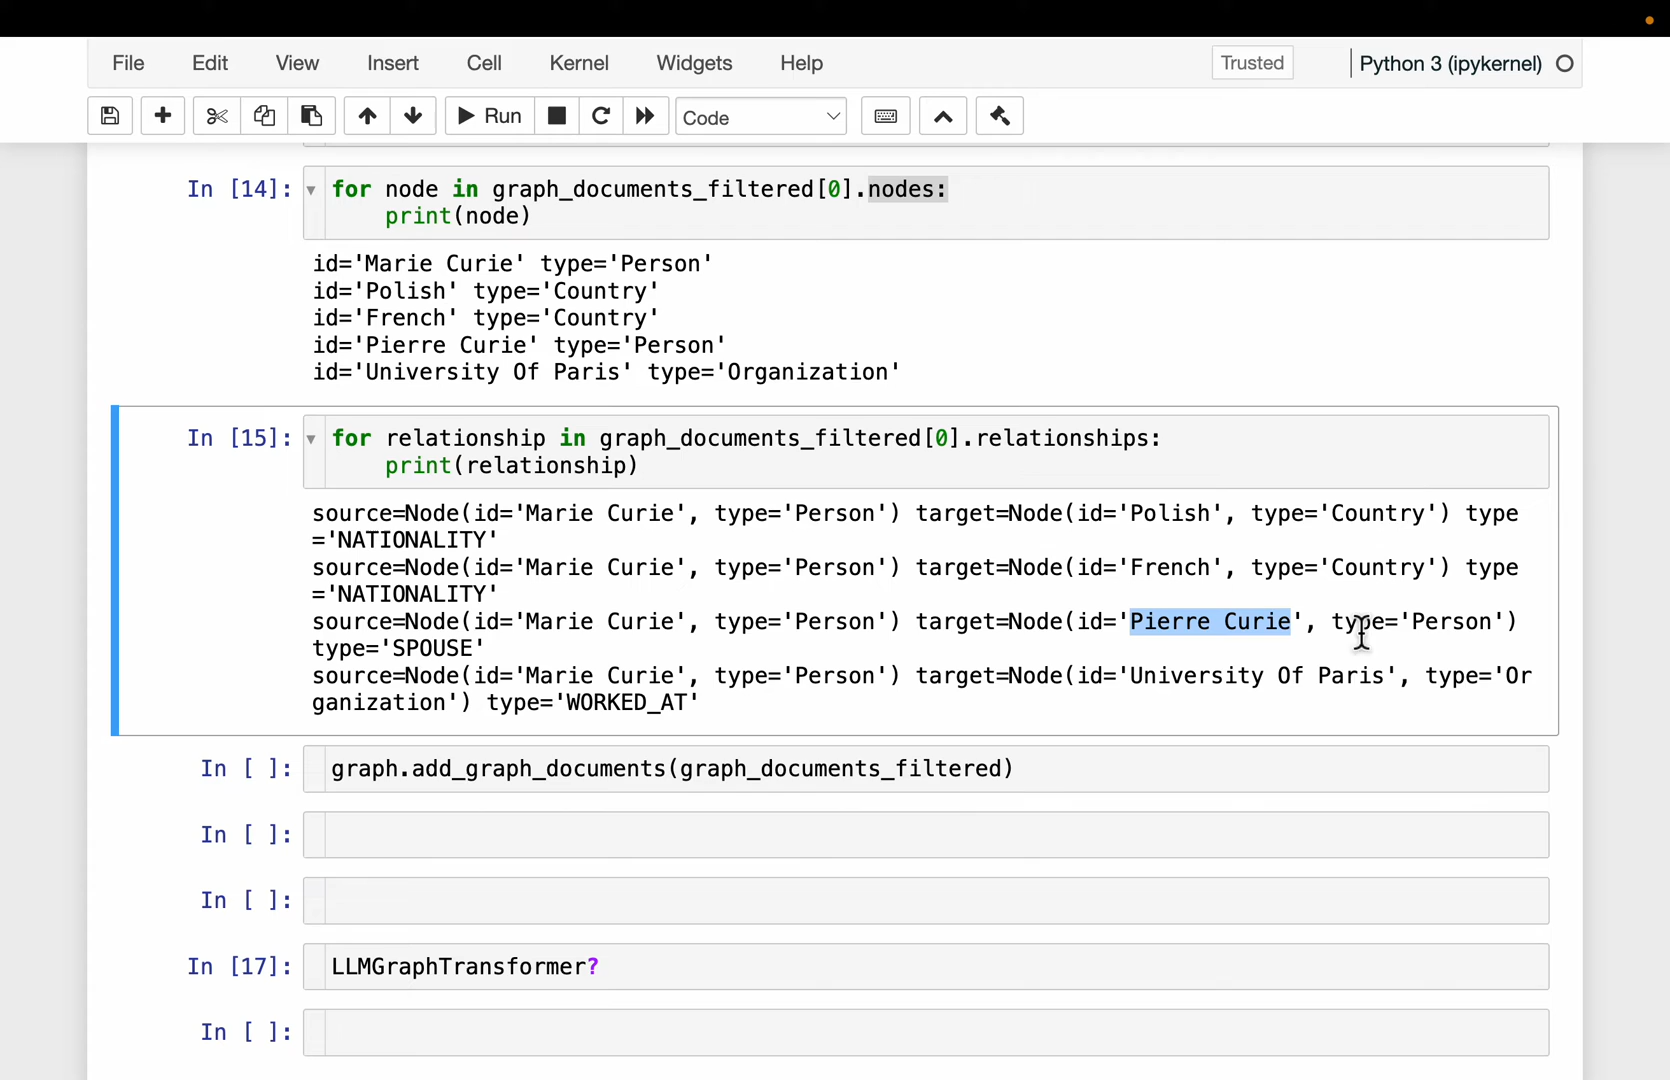 File Edit View Insert Cell Kernel Widgets Help Trusted Python 3 (ipykernel)
Run Code
In [14]: for node in graph_documents_filtered[0].nodes:
    print(node)
id='Marie Curie' type='Person'
id='Polish' type='Country'
id='French' type='Country'
id='Pierre Curie' type='Person'
id='University Of Paris' type='Organization'
In [15]: for relationship in graph_documents_filtered[0].relationships:
    print(relationship)
source=Node(id='Marie Curie', type='Person') target=Node(id='Polish', type='Country') type
='NATIONALITY'
source=Node(id='Marie Curie', type='Person') target=Node(id='French', type='Country') type
='NATIONALITY'
source=Node(id='Marie Curie', type='Person') target=Node(id='Pierre Curie', type='Person')
type='SPOUSE'
source=Node(id='Marie Curie', type='Person') target=Node(id='University Of Paris', type='Or
ganization') type='WORKED_AT'
In [ ]: graph.add_graph_documents(graph_documents_filtered)
In [ ]:
In [ ]:
In [17]: LLMGraphTransformer?
In [ ]: